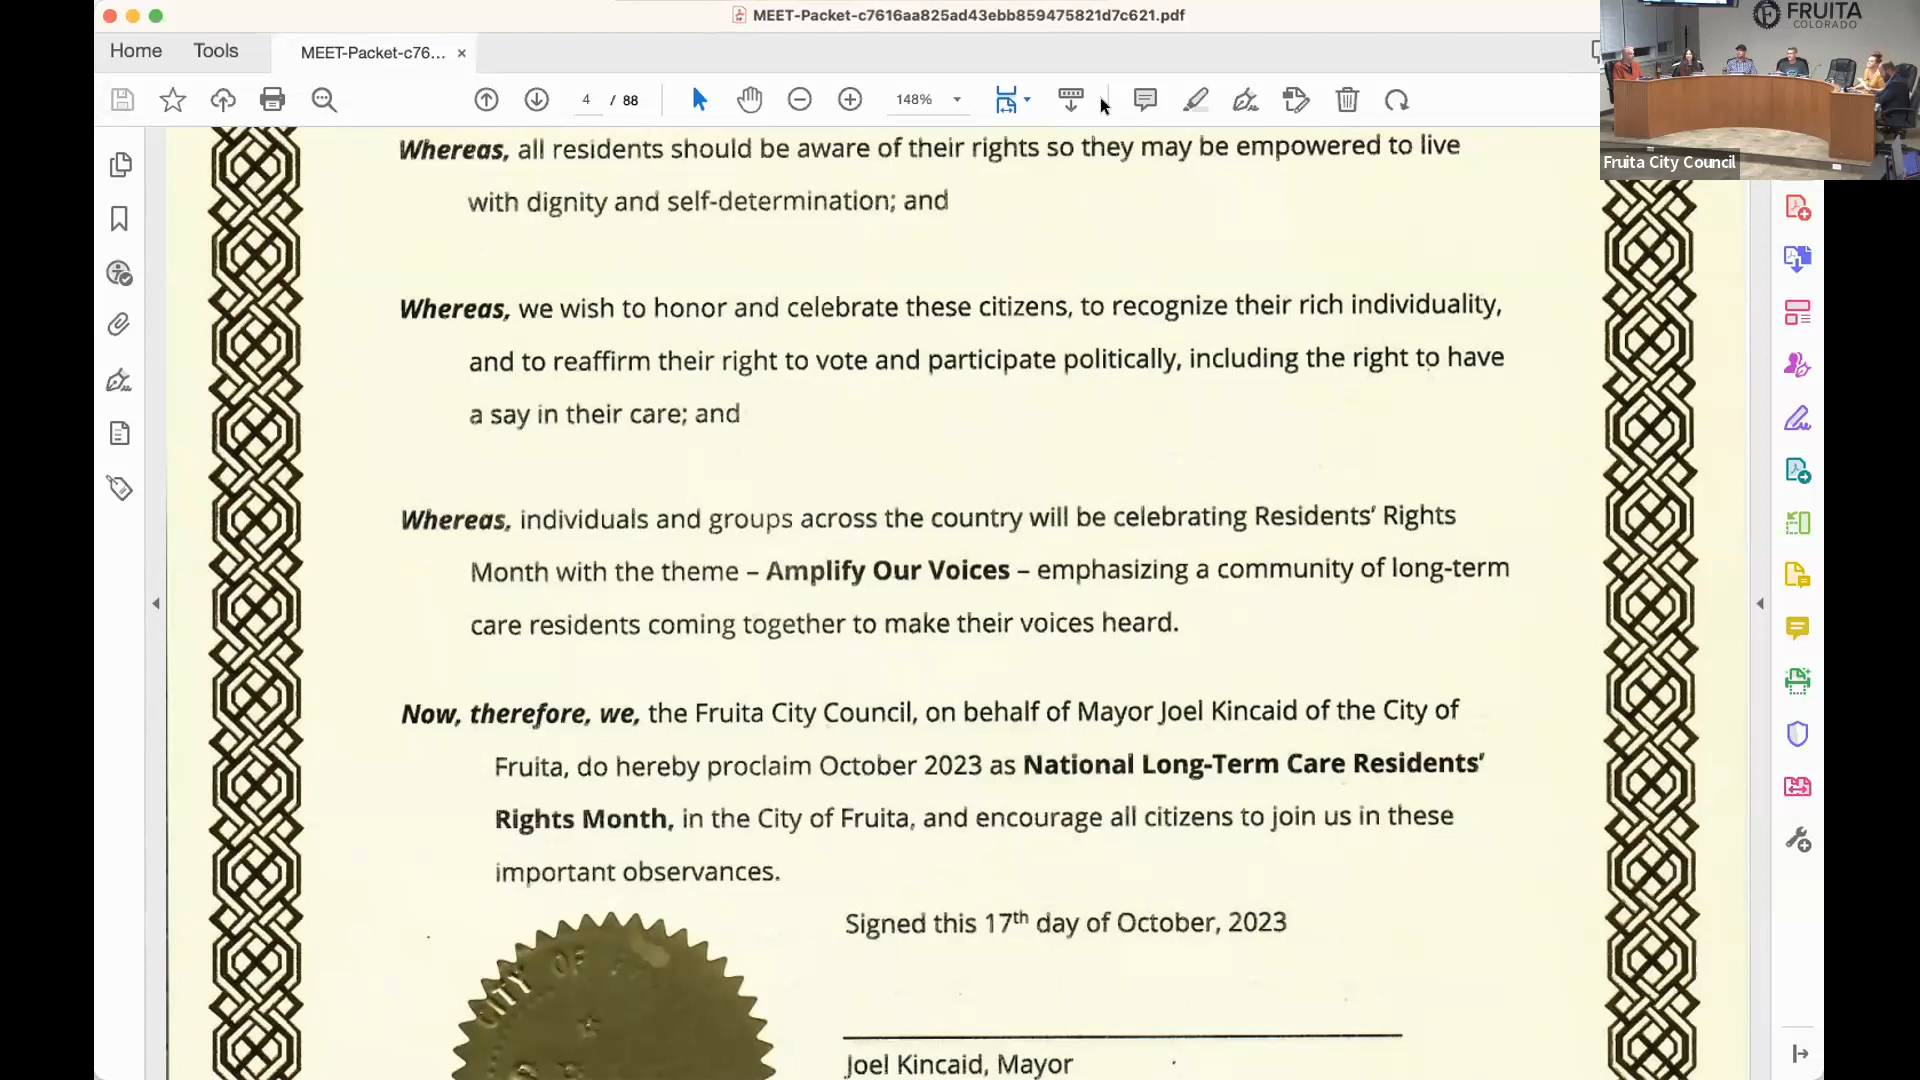 MEET-Packet-c7616aa825ad43ebb859475821d7c621.pdf
FRUITA
COLORADO
Home
Tools
MEET-Packet-c76...
4 / 88
148%
Fruita City Council
Whereas, all residents should be aware of their rights so they may be empowered to live
with dignity and self-determination; and
Whereas, we wish to honor and celebrate these citizens, to recognize their rich individuality,
and to reaffirm their right to vote and participate politically, including the right to have
a say in their care; and
Whereas, individuals and groups across the country will be celebrating Residents' Rights
Month with the theme – Amplify Our Voices – emphasizing a community of long-term
care residents coming together to make their voices heard.
Now, therefore, we, the Fruita City Council, on behalf of Mayor Joel Kincaid of the City of
Fruita, do hereby proclaim October 2023 as National Long-Term Care Residents'
Rights Month, in the City of Fruita, and encourage all citizens to join us in these
important observances.
Signed this 17th day of October, 2023
CITY OF
Joel Kincaid, Mayor